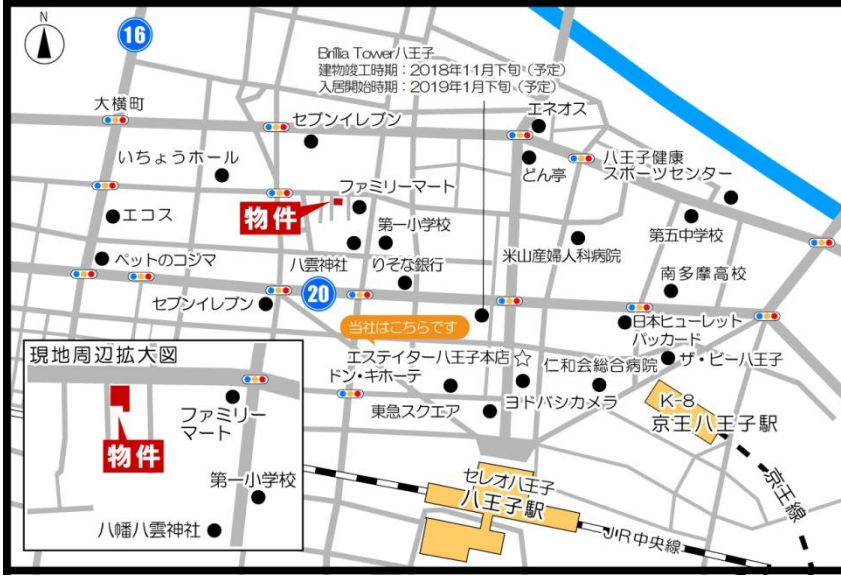 N
16
Brillia Tower八王子
建物竣工時期：2018年11月下旬（予定）
入居開始時期：2019年1月下旬（予定）
大横町
セブンイレブン
エネオス
いちょうホール
どん亭
八王子健康
スポーツセンター
ファミリーマート
物件
エコス
第一小学校
第五中学校
米山産婦人科病院
八雲神社
りそな銀行
ペットのコジマ
南多摩高校
セブンイレブン
20
日本ヒューレット
パッカード
当社はこちらです
エステイター八王子本店☆
仁和会総合病院
ザ・ビー八王子
ドン・キホーテ
東急スクエア
ヨドバシカメラ
K-8
京王八王子駅
現地周辺拡大図
ファミリー
マート
物件
第一小学校
八幡八雲神社
セレオ八王子
八王子駅
JR中央線
京王線